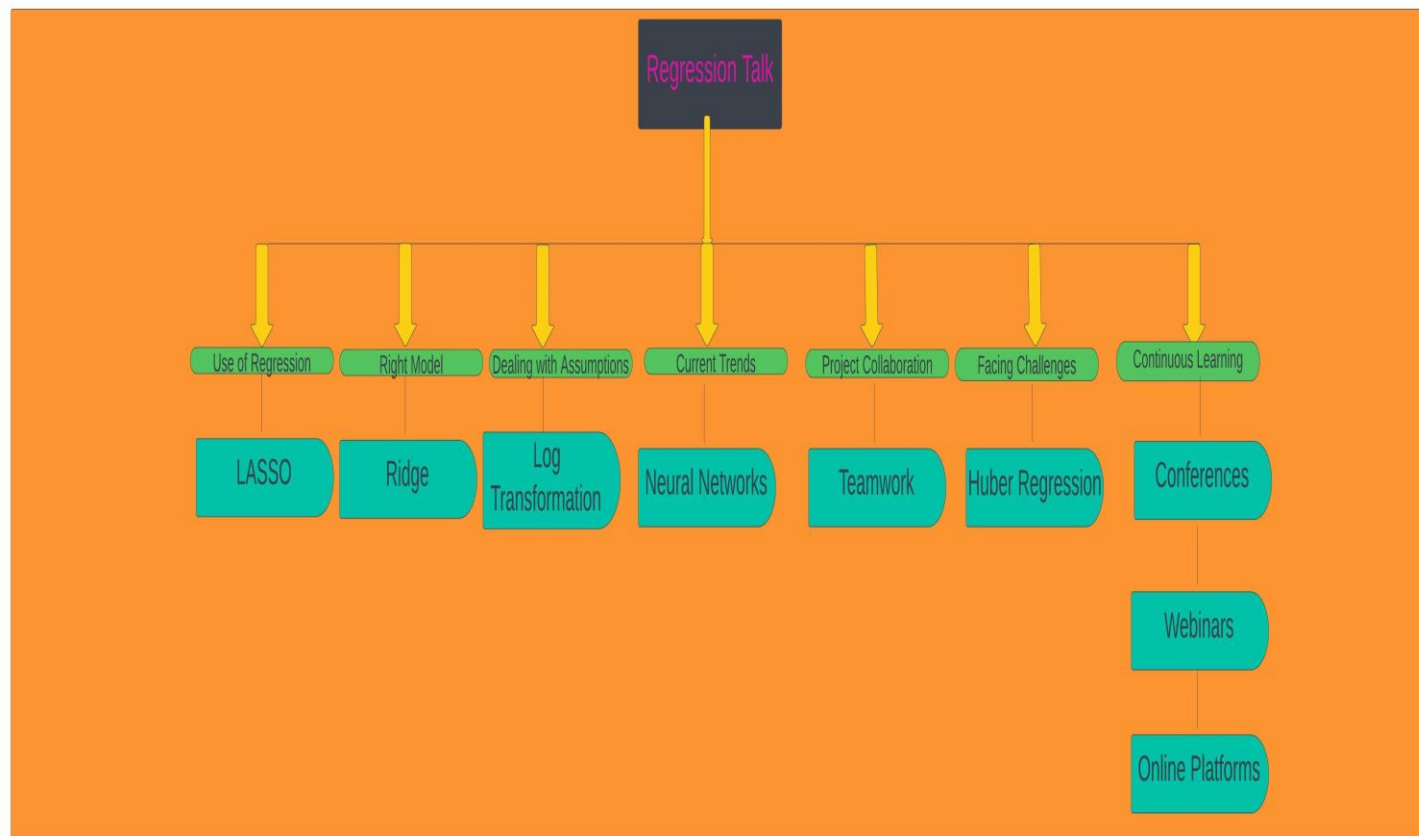 Regression Talk
Use of Regression
Right Model
Dealing with Assumptions
Current Trends
Project Collaboration
Facing Challenges
Continuous Learning
LASSO
Ridge
Log
Transformation
Neural Networks
Teamwork
Huber Regression
Conferences
Webinars
Online Platforms